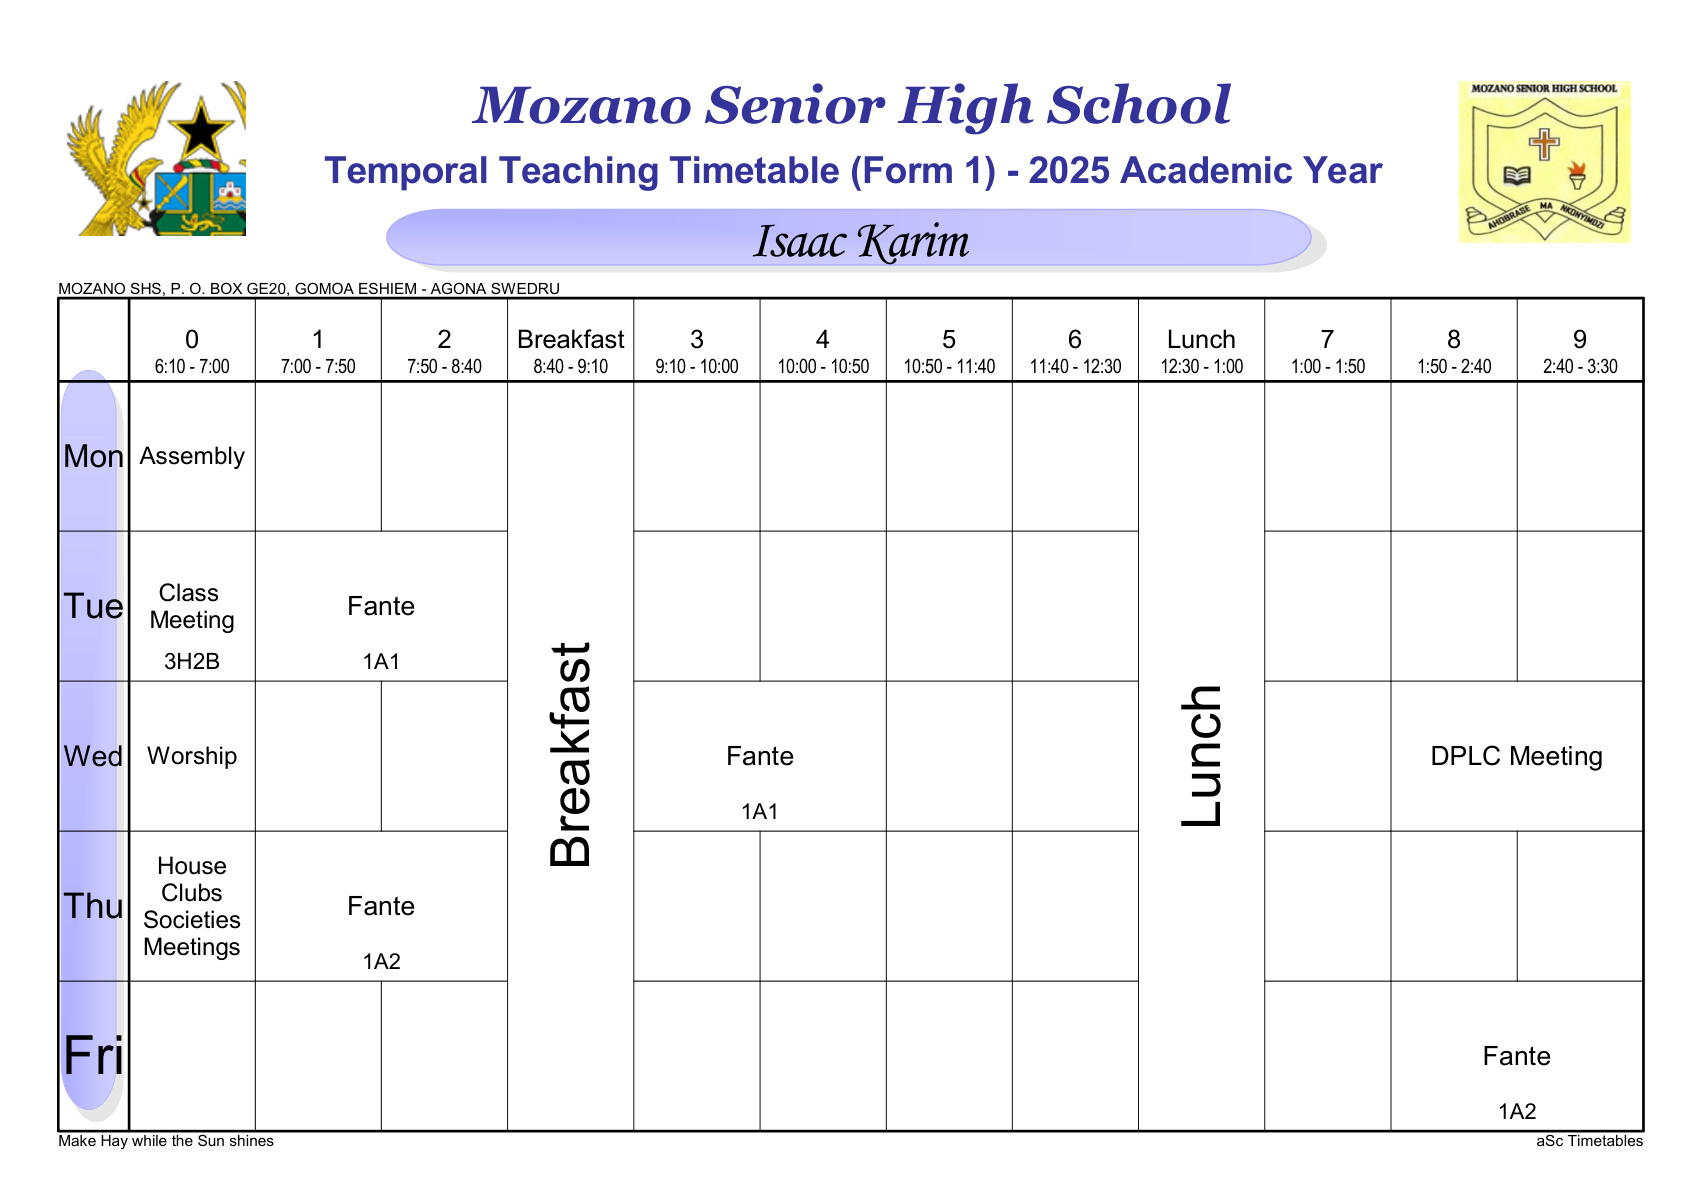 MOZANO SENIOR HIGH SCHOOL
Mozano Senior High School
Temporal Teaching Timetable (Form 1) - 2025 Academic Year
AHOBRASE MA NKONYIMDZI
Isaac Karim
MOZANO SHS, P. O. BOX GE20, GOMOA ESHIEM - AGONA SWEDRU
0 1 2 Breakfast 3 4 5 6 Lunch 7 8 9
6:10 - 7:00 7:00 - 7:50 7:50 - 8:40 8:40 - 9:10 9:10 - 10:00 10:00 - 10:50 10:50 - 11:40 11:40 - 12:30 12:30 - 1:00 1:00 - 1:50 1:50 - 2:40 2:40 - 3:30
Mon Assembly
Tue Class Meeting Fante
3H2B 1A1
Breakfast
Lunch
Wed Worship Fante DPLC Meeting
1A1
Thu House Clubs Societies Meetings Fante
1A2
Fri Fante
1A2
Make Hay while the Sun shines aSc Timetables